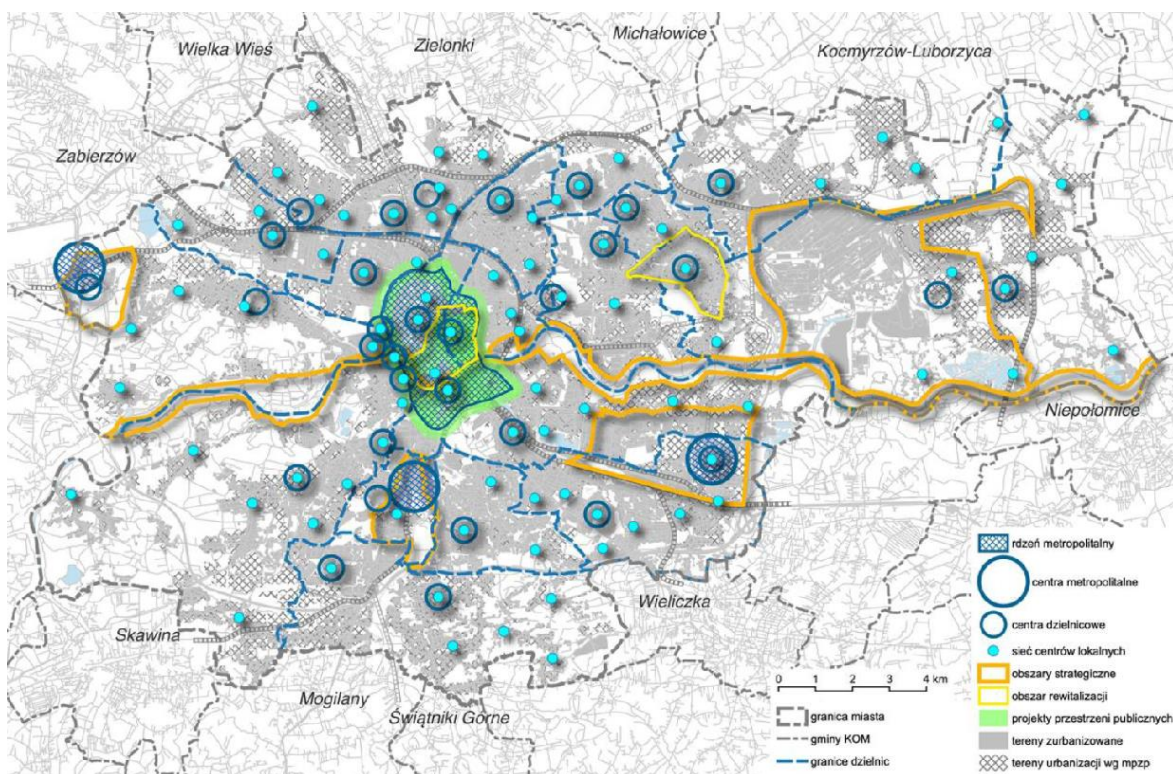 Wielka Wieś
Zielonki
Michałowice
Kocmyrzów-Luborzyca
Zabierzów
Niepołomice
Wieliczka
Skawina
Mogilany
Świątniki Górne
rdzeń metropolitalny
centra metropolitalne
centra dzielnicowe
sieć centrów lokalnych
obszary strategiczne
obszar rewitalizacji
projekty przestrzeni publicznych
tereny zurbanizowane
tereny urbanizacji wg mpzp
0 1 2 3 4 km
granica miasta
gminy KOM
granice dzielnic